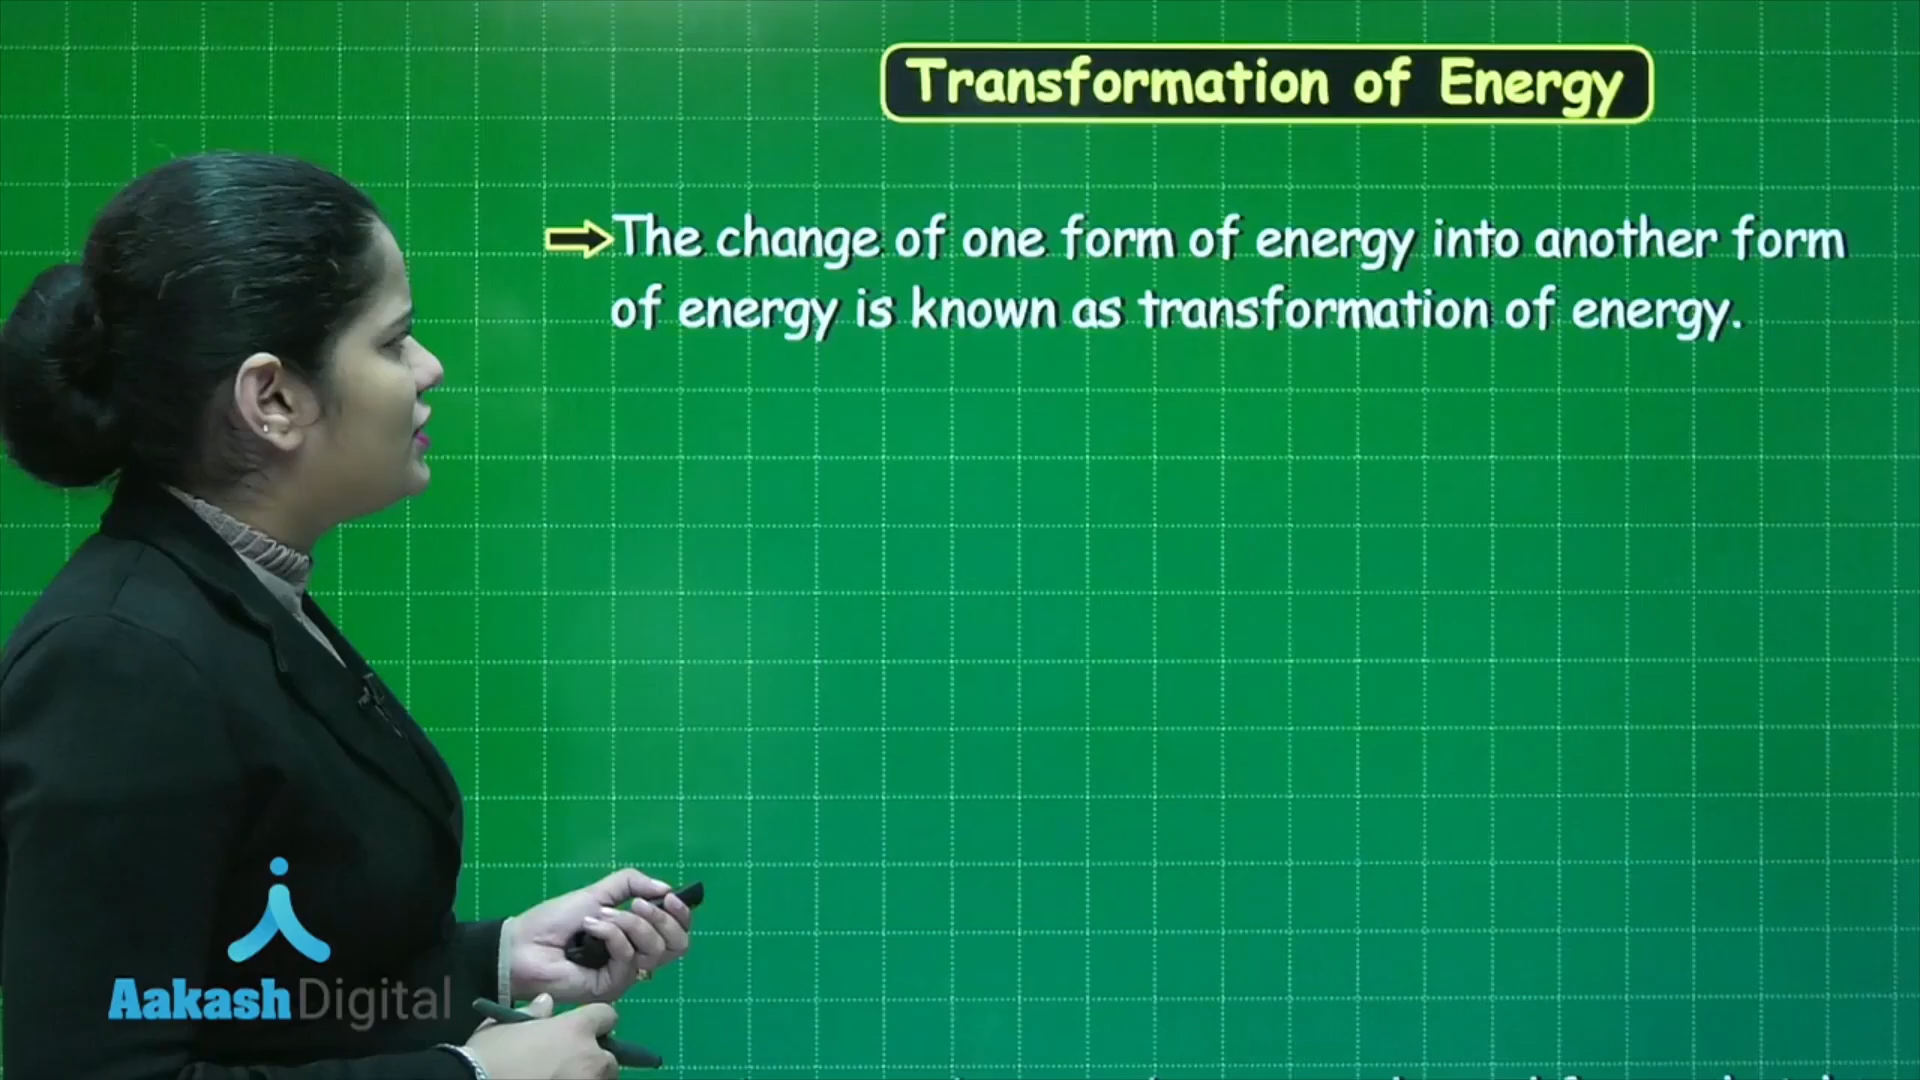 Transformation of Energy
The change of one form of energy into another form
of energy is known as transformation of energy.
Aakash Digital